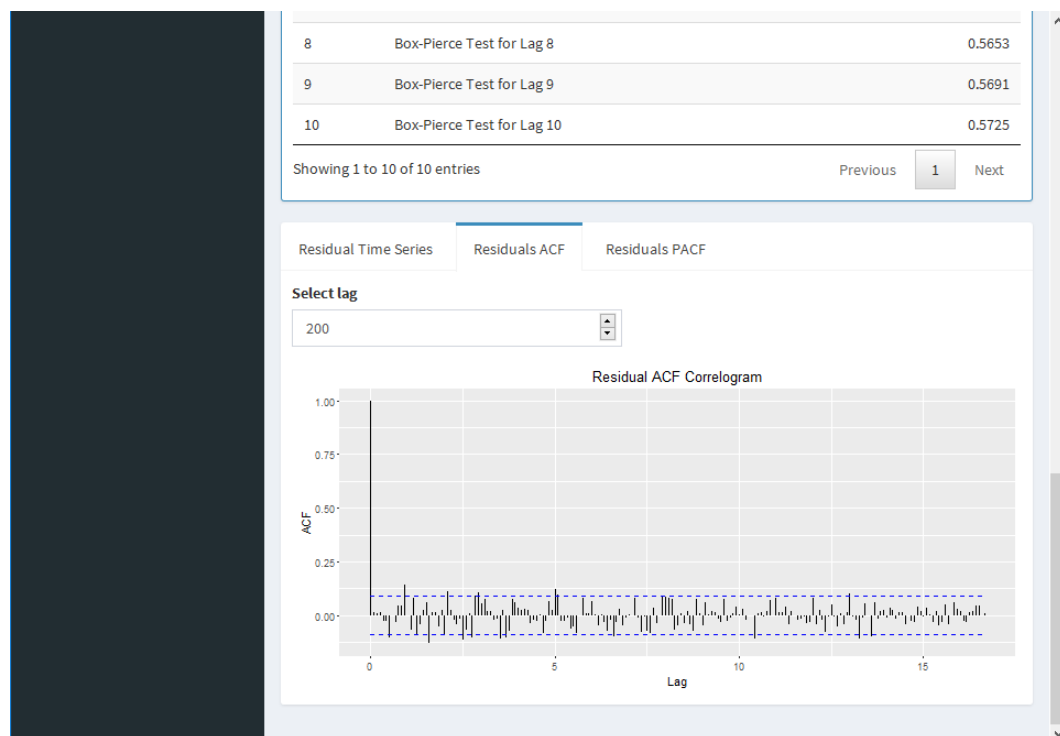 8 Box-Pierce Test for Lag 8 0.5653
9 Box-Pierce Test for Lag 9 0.5691
10 Box-Pierce Test for Lag 10 0.5725
Showing 1 to 10 of 10 entries Previous 1 Next
Residual Time Series Residuals ACF Residuals PACF
Select lag
200
Residual ACF Correlogram
1.00
0.75
0.50
0.25
0.00
ACF
0 5 10 15
Lag